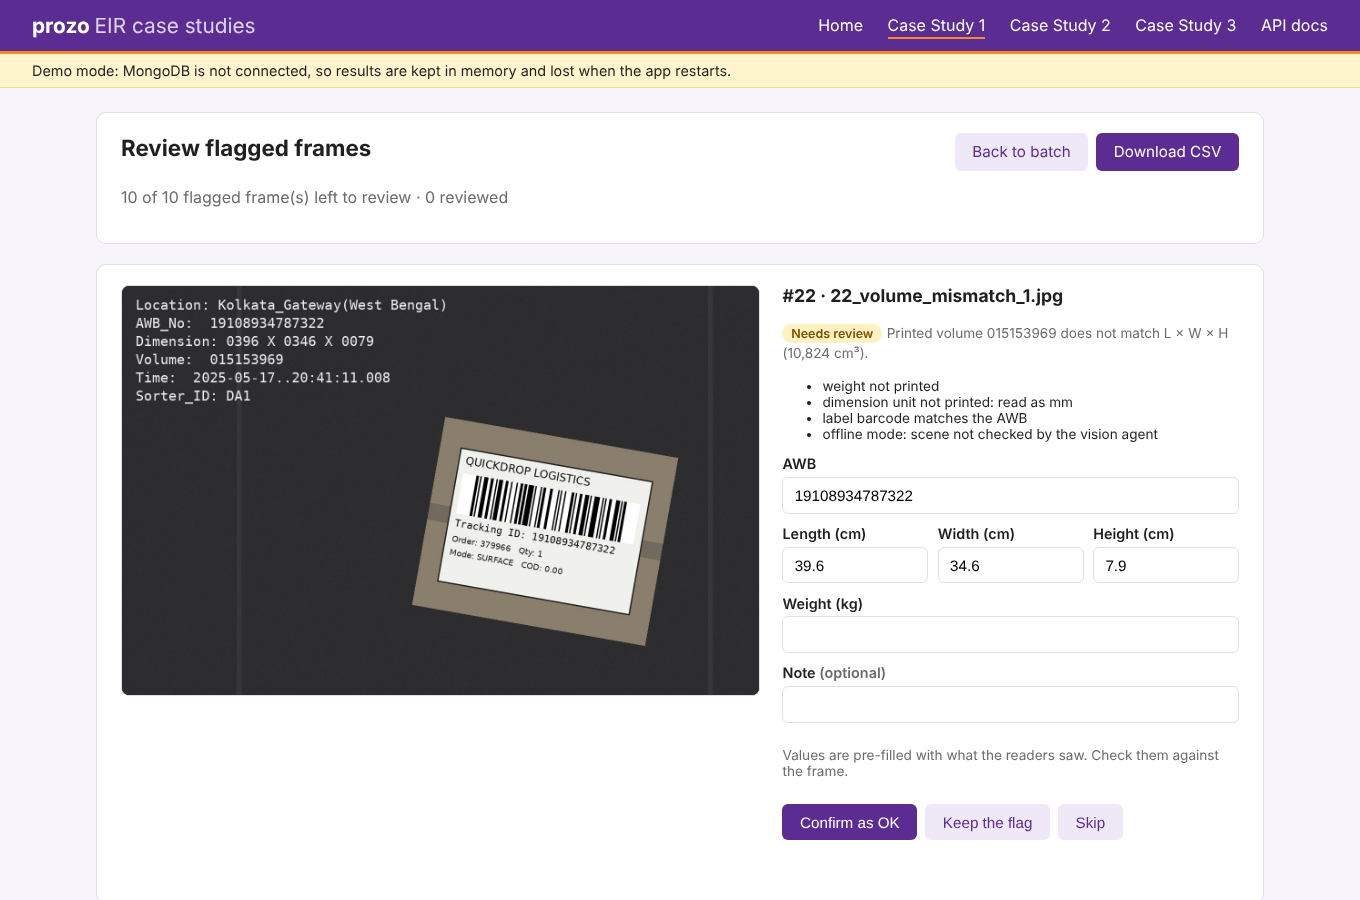 prozo EIR case studies
Home
Case Study 1
Case Study 2
Case Study 3
API docs
Demo mode: MongoDB is not connected, so results are kept in memory and lost when the app restarts.
Review flagged frames
Back to batch
Download CSV
10 of 10 flagged frame(s) left to review · 0 reviewed
Location: Kolkata_Gateway(West Bengal)
AWB_No:  19108934787322
Dimension: 0396 X 0346 X 0079
Volume:  015153969
Time:  2025-05-17..20:41:11.008
Sorter_ID: DA1
QUICKDROP LOGISTICS
Tracking ID: 19108934787322
Order: 379966   Qty: 1
Mode: SURFACE   COD: 0.00
#22 · 22_volume_mismatch_1.jpg
Needs review Printed volume 015153969 does not match L × W × H
(10,824 cm³).
• weight not printed
• dimension unit not printed: read as mm
• label barcode matches the AWB
• offline mode: scene not checked by the vision agent
AWB
19108934787322
Length (cm)
Width (cm)
Height (cm)
39.6
34.6
7.9
Weight (kg)
Note (optional)
Values are pre-filled with what the readers saw. Check them against
the frame.
Confirm as OK
Keep the flag
Skip